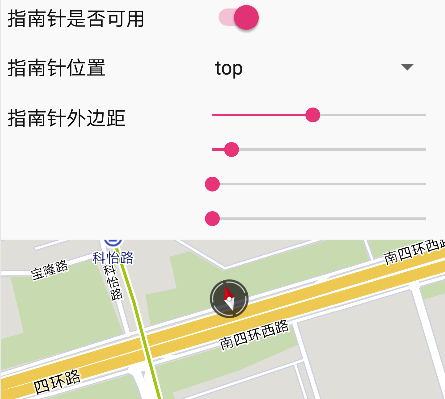 指南针是否可用
指南针位置
top
指南针外边距
科怡路
宝隆路
科怡路
南四环西路
南四环西路
四环路